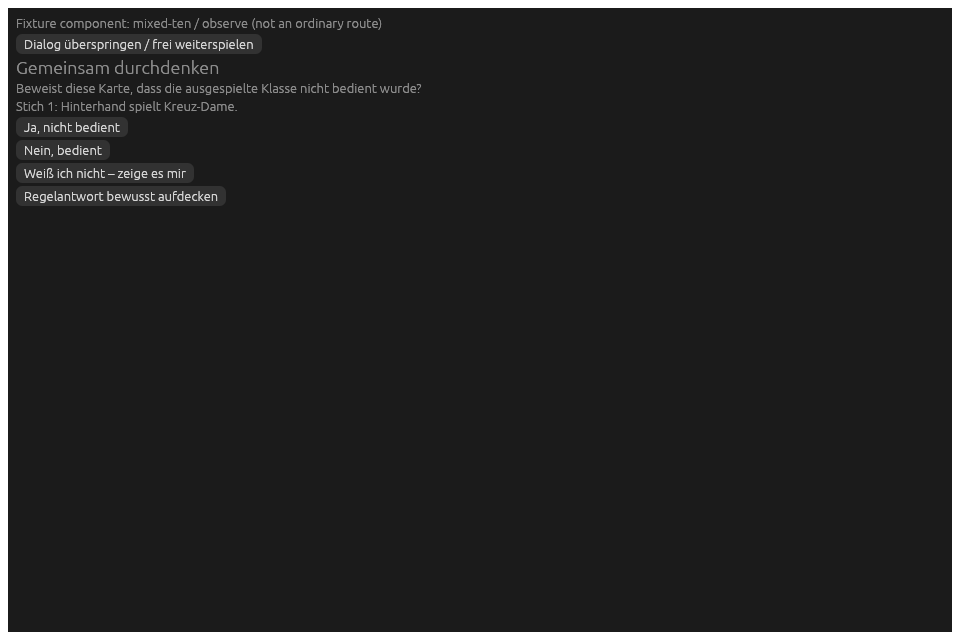 Fixture component: mixed-ten / observe (not an ordinary route)
Dialog überspringen / frei weiterspielen
Gemeinsam durchdenken
Beweist diese Karte, dass die ausgespielte Klasse nicht bedient wurde?
Stich 1: Hinterhand spielt Kreuz-Dame.
Ja, nicht bedient
Nein, bedient
Weiß ich nicht – zeige es mir
Regelantwort bewusst aufdecken